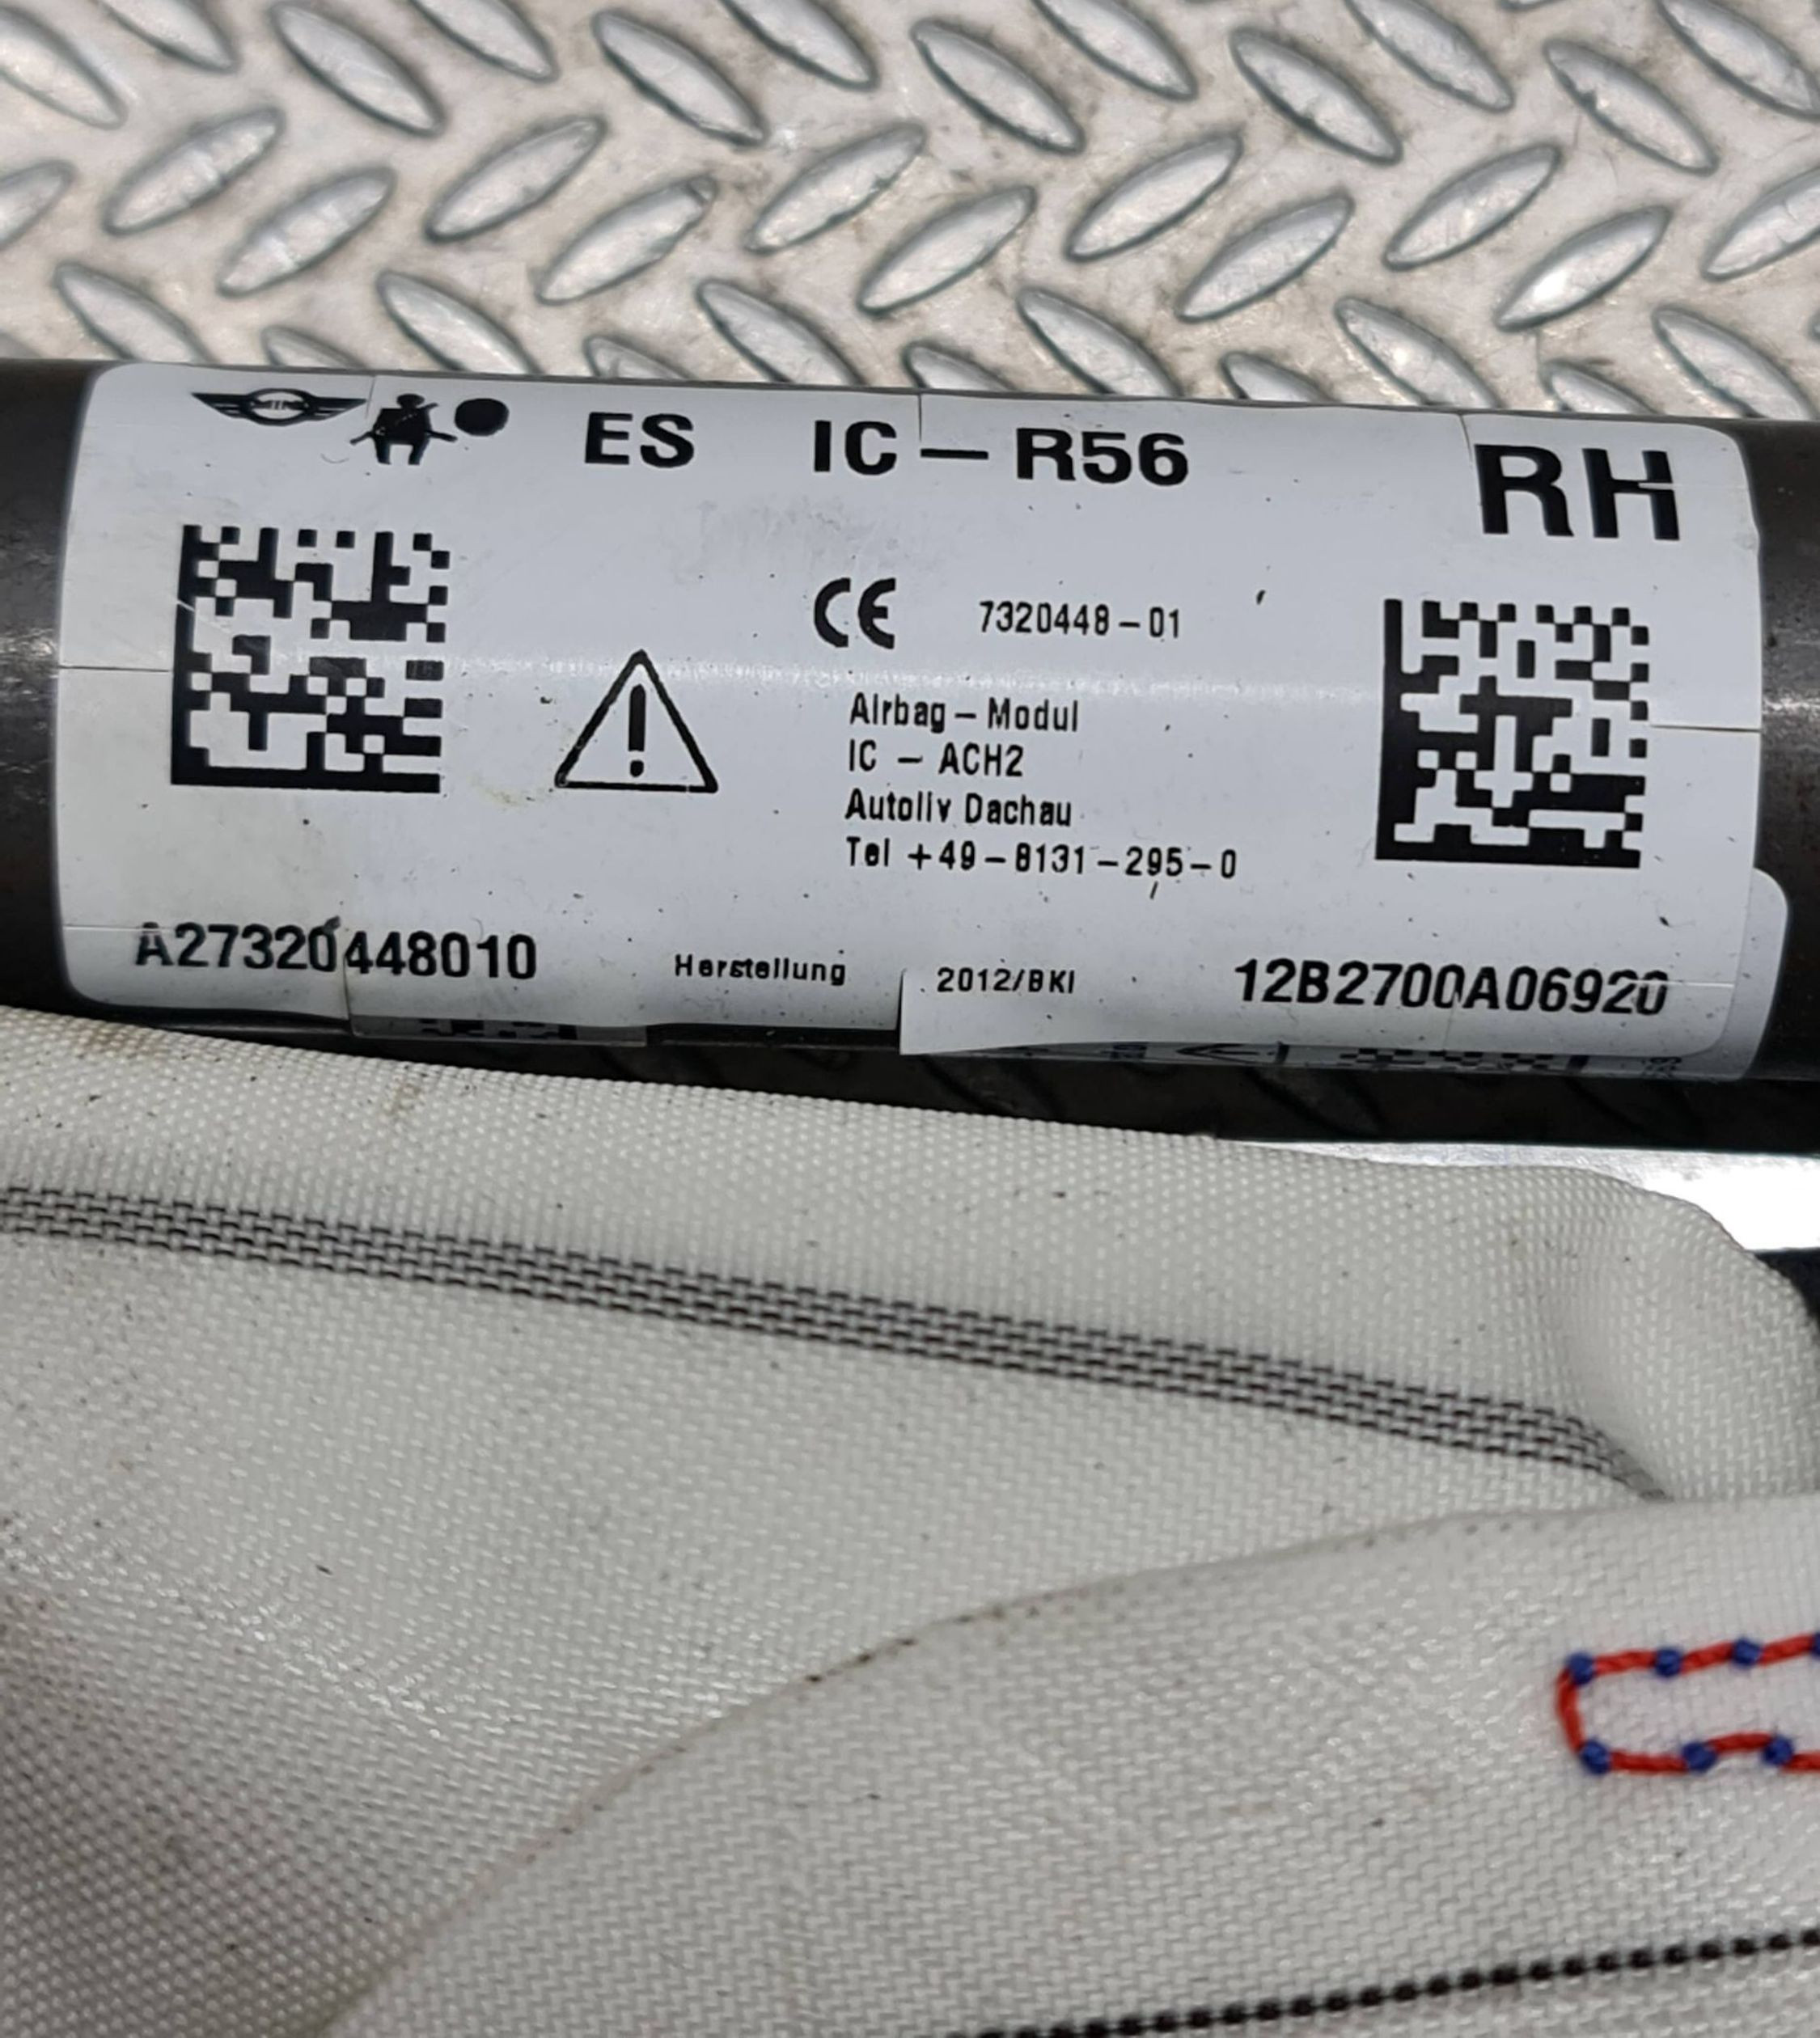 ES IC – R56 RH
CE 7320448 – 01
Airbag – Modul
IC – ACH2
Autoliv Dachau
Tel +49 – 8131 – 295 – 0
A27320448010 Herstellung 2012/BKI 12B2700A06920